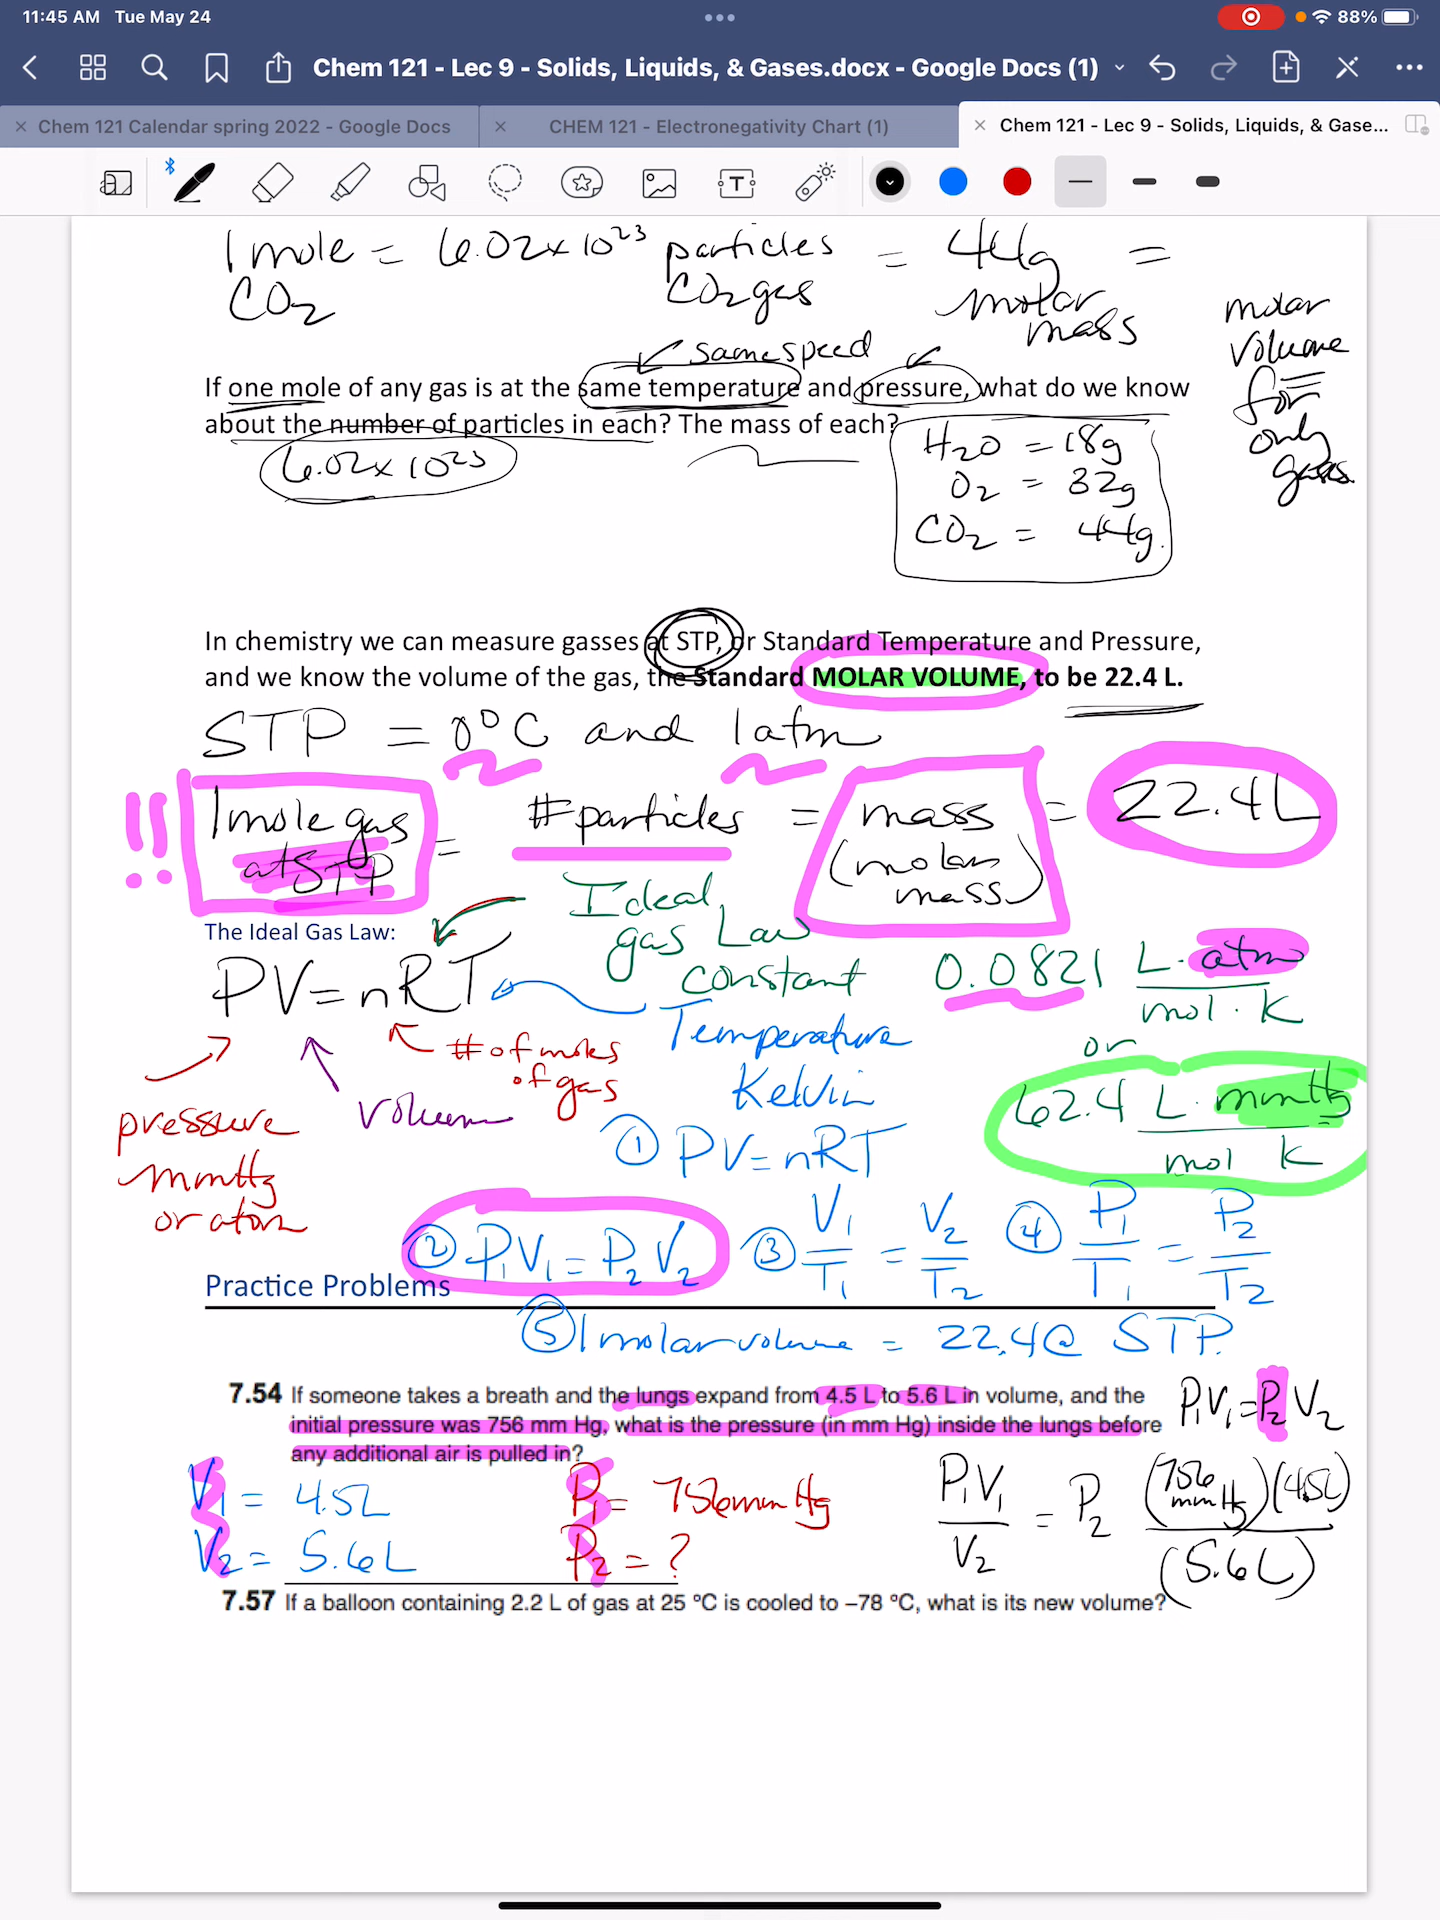 11:45 AM Tue May 24
88%
Chem 121 - Lec 9 - Solids, Liquids, & Gases.docx - Google Docs (1)
Chem 121 Calendar spring 2022 - Google Docs
CHEM 121 - Electronegativity Chart (1)
Chem 121 - Lec 9 - Solids, Liquids, & Gase...
1 mole = 6.02x10²³ particles = 44g =
CO₂ CO₂ gas molar mass
molar volume for only gases.
same speed
If one mole of any gas is at the same temperature and pressure, what do we know
about the number of particles in each? The mass of each?
6.02x10²³
H₂O = 18g
O₂ = 32g
CO₂ = 44g.
In chemistry we can measure gasses at STP, or Standard Temperature and Pressure,
and we know the volume of the gas, the Standard MOLAR VOLUME, to be 22.4 L.
STP = 0°C and 1 atm
!! 1 mole gas at STP = # particles = mass (molar mass) = 22.4L
The Ideal Gas Law:
PV=nRT
Ideal gas Law constant
0.0821 L·atm / mol·K
or
62.4 L·mmHg / mol K
Temperature Kelvin
# of moles of gas
volume
pressure
mmHg
or atm
① PV=nRT
② P₁V₁=P₂V₂ ③ V₁/T₁ = V₂/T₂ ④ P₁/T₁ = P₂/T₂
Practice Problems
⑤ 1 molar volume = 22.4 @ STP.
7.54 If someone takes a breath and the lungs expand from 4.5 L to 5.6 L in volume, and the
initial pressure was 756 mm Hg, what is the pressure (in mm Hg) inside the lungs before
any additional air is pulled in?
P₁V₁=P₂V₂
V₁ = 4.5L P₁ = 756mmHg
V₂ = 5.6L P₂ = ?
P₁V₁/V₂ = P₂ (756 mmHg)(4.5L)/(5.6L)
7.57 If a balloon containing 2.2 L of gas at 25 °C is cooled to –78 °C, what is its new volume?